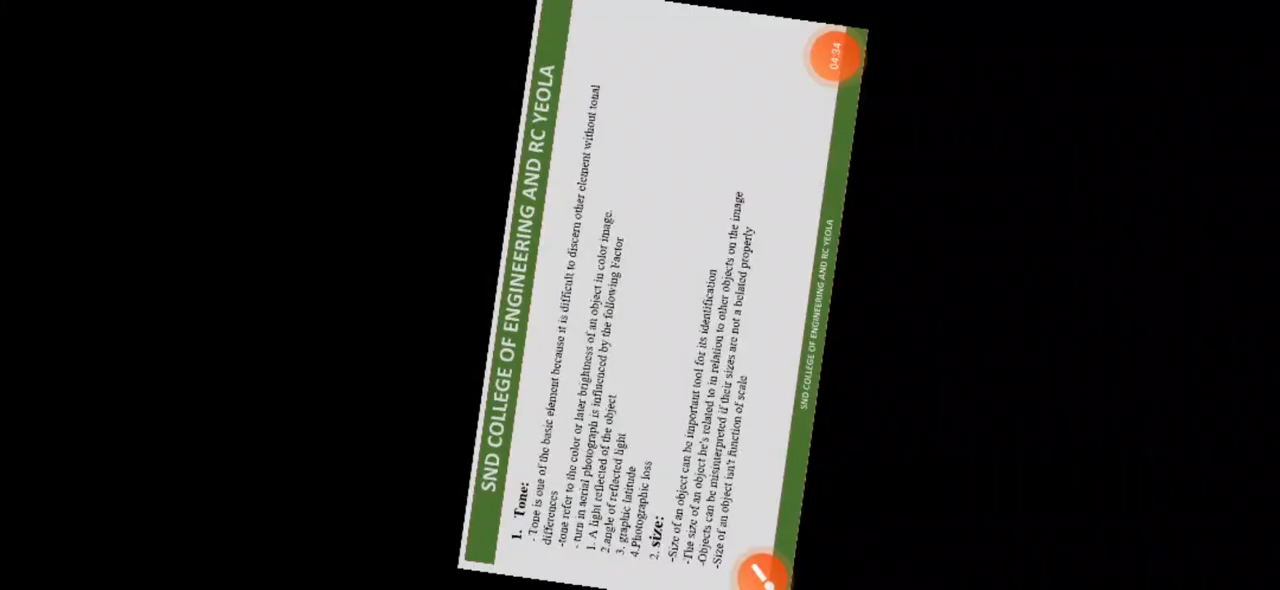 SND COLLEGE OF ENGINEERING AND RC YEOLA
1. Tone:
- Tone is one of the basic element because it is difficult to discern other element without tonal
differences
-tone refer to the color or later brightness of an object in color image.
- turn in aerial photograph is influenced by the following Factor
1. A light reflected of the object
2.angle of reflected light
3. graphic latitude
4.Photographic loss
2. size:
-Size of an object can be important tool for its identification
-The size of an object he's related to in relation to other objects on the image
-Objects can be misinterpreted if their sizes are not a belated properly
-Size of an object isn't function of scale
SND COLLEGE OF ENGINEERING AND RC YEOLA
04:34